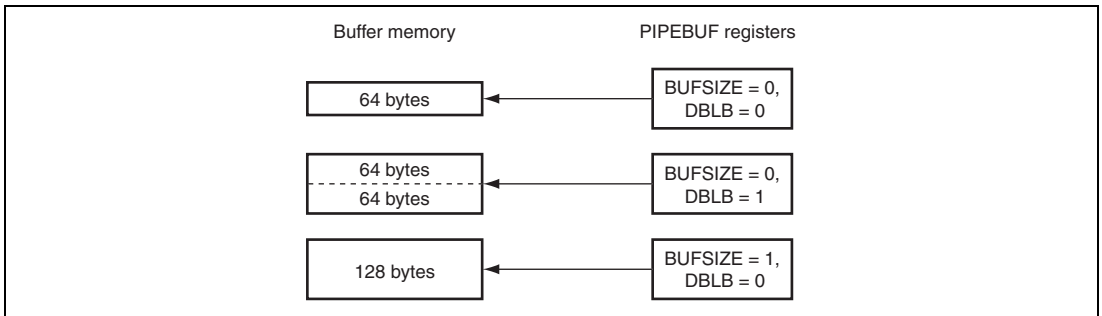 Buffer memory
PIPEBUF registers
64 bytes
BUFSIZE = 0,
DBLB = 0
64 bytes
64 bytes
BUFSIZE = 0,
DBLB = 1
128 bytes
BUFSIZE = 1,
DBLB = 0